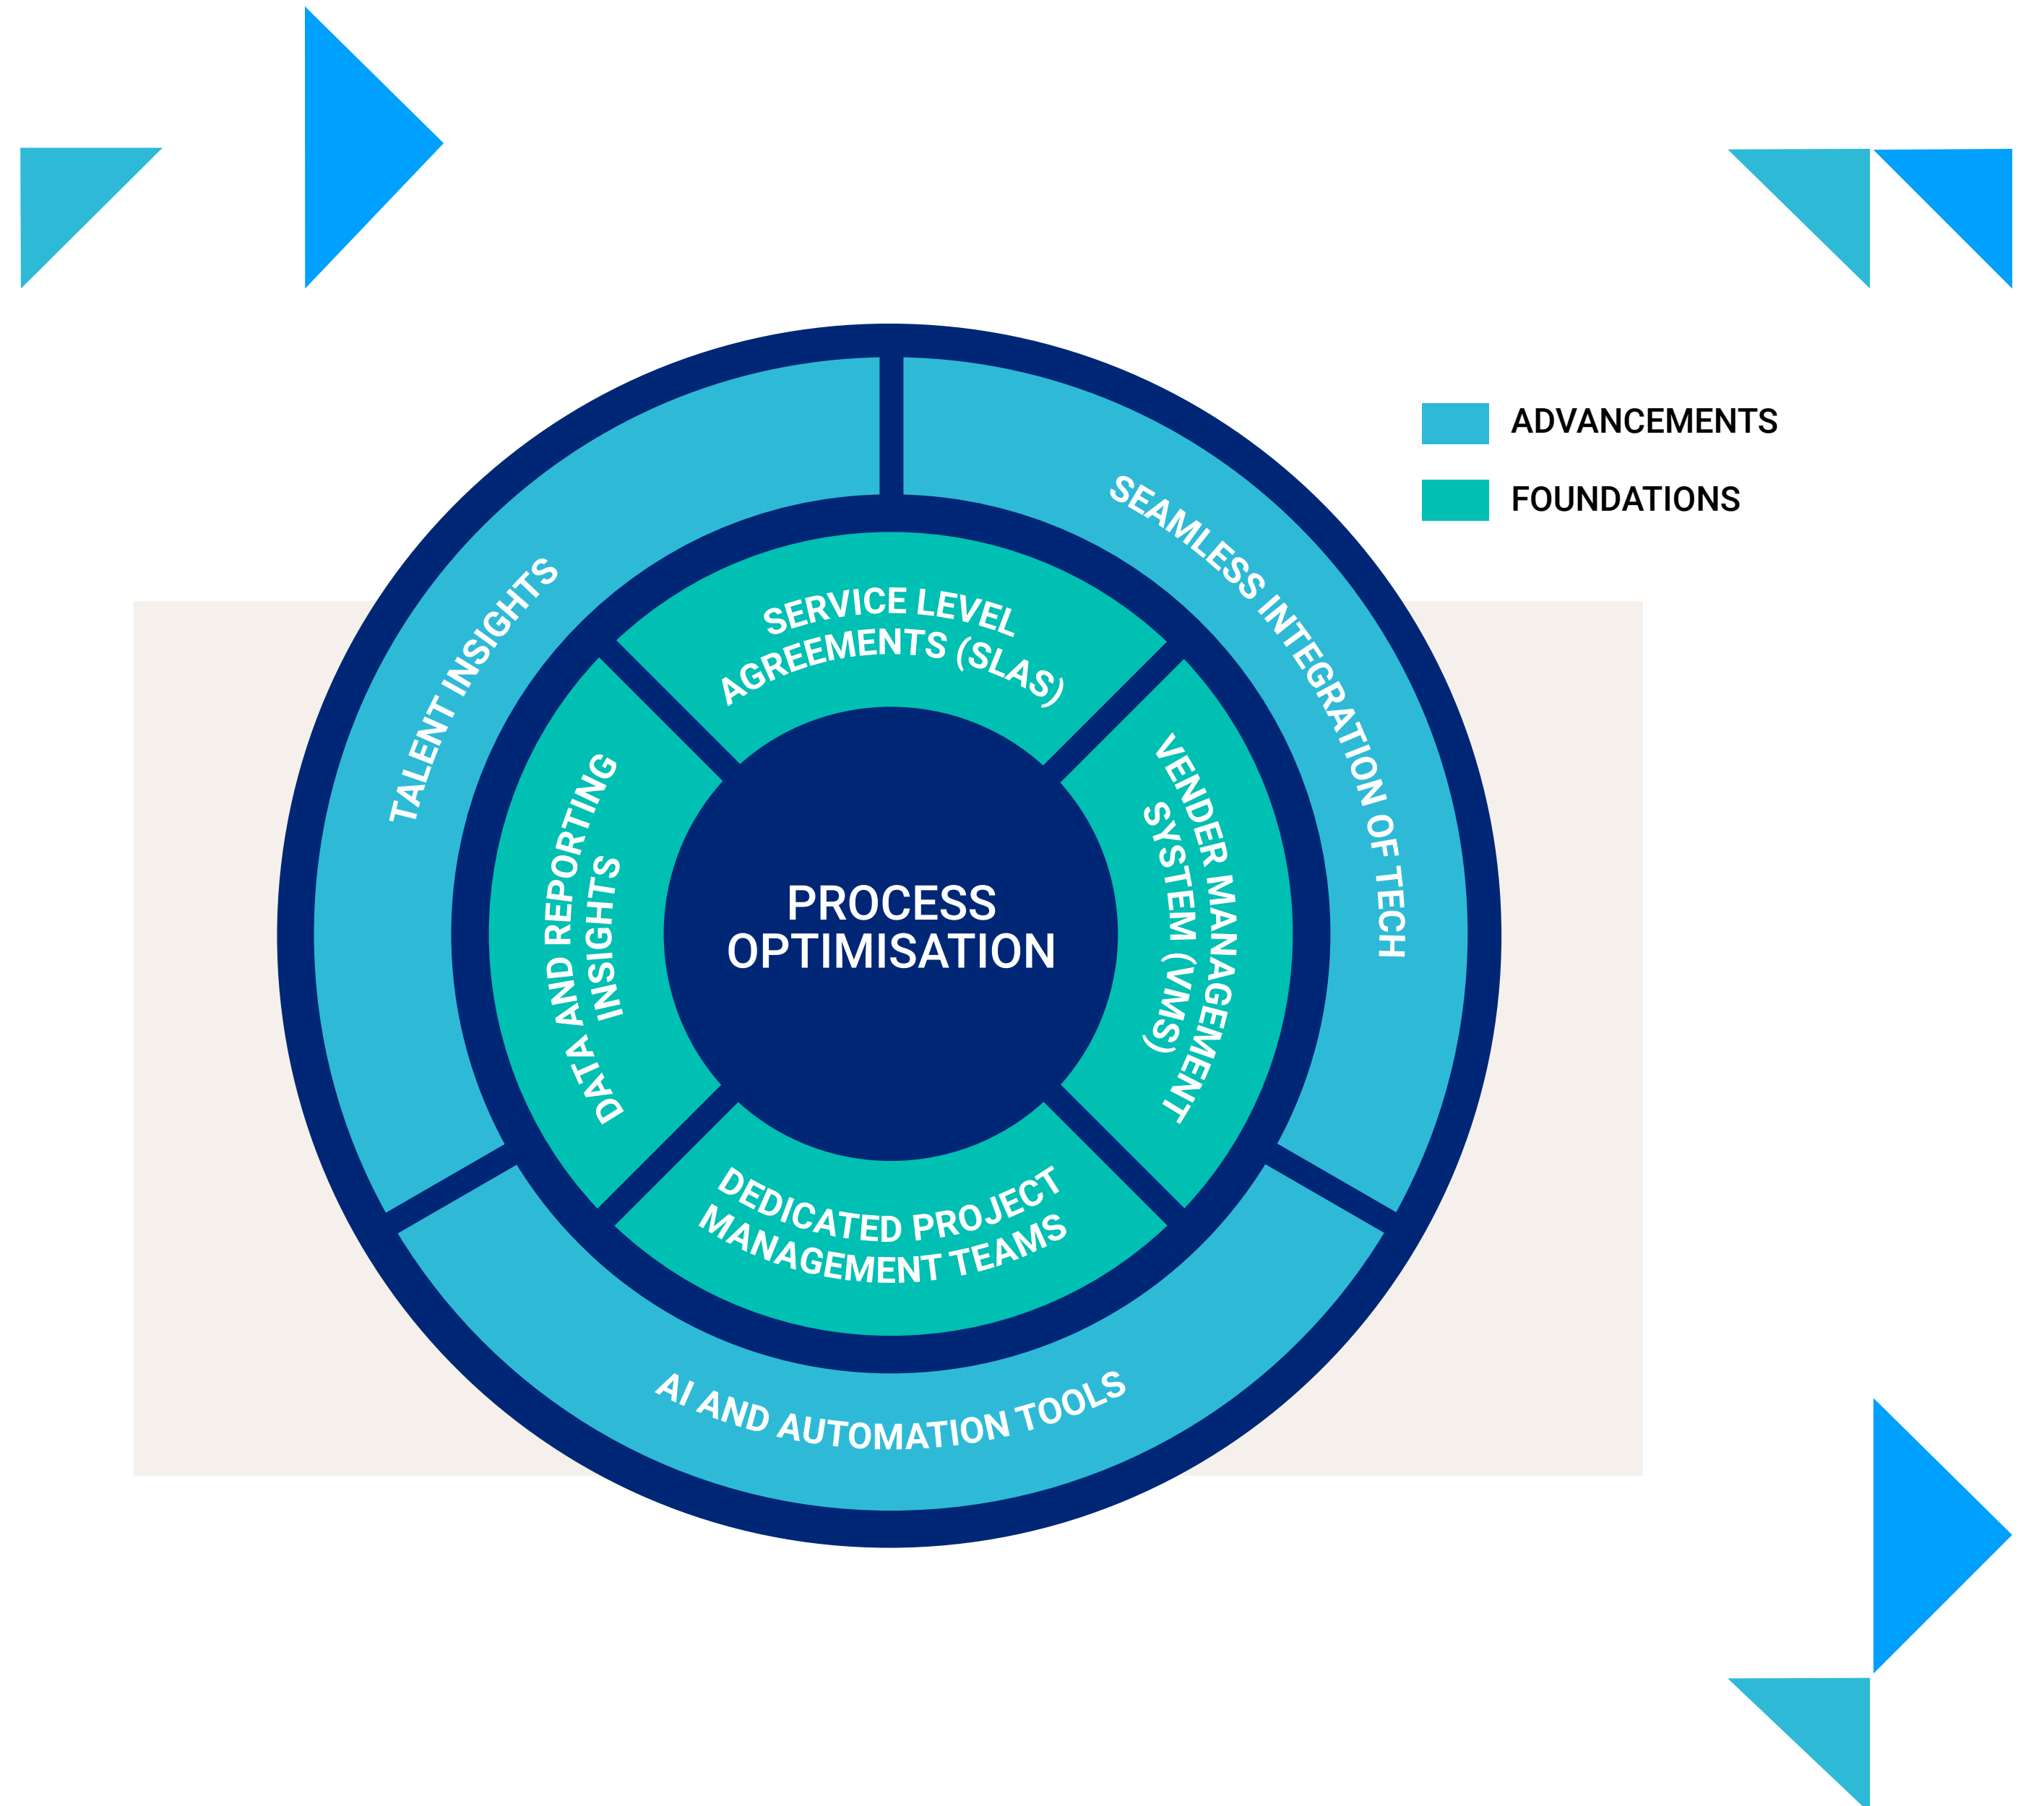 ADVANCEMENTS
FOUNDATIONS
TALENT INSIGHTS
SEAMLESS INTEGRATION OF TECH
AI AND AUTOMATION TOOLS
SERVICE LEVEL
AGREEMENTS (SLAS)
VENDER MANAGEMENT
SYSTEM (VMS)
DEDICATED PROJECT
MANAGEMENT TEAMS
DATA AND REPORTING
INSIGHTS
PROCESS
OPTIMISATION